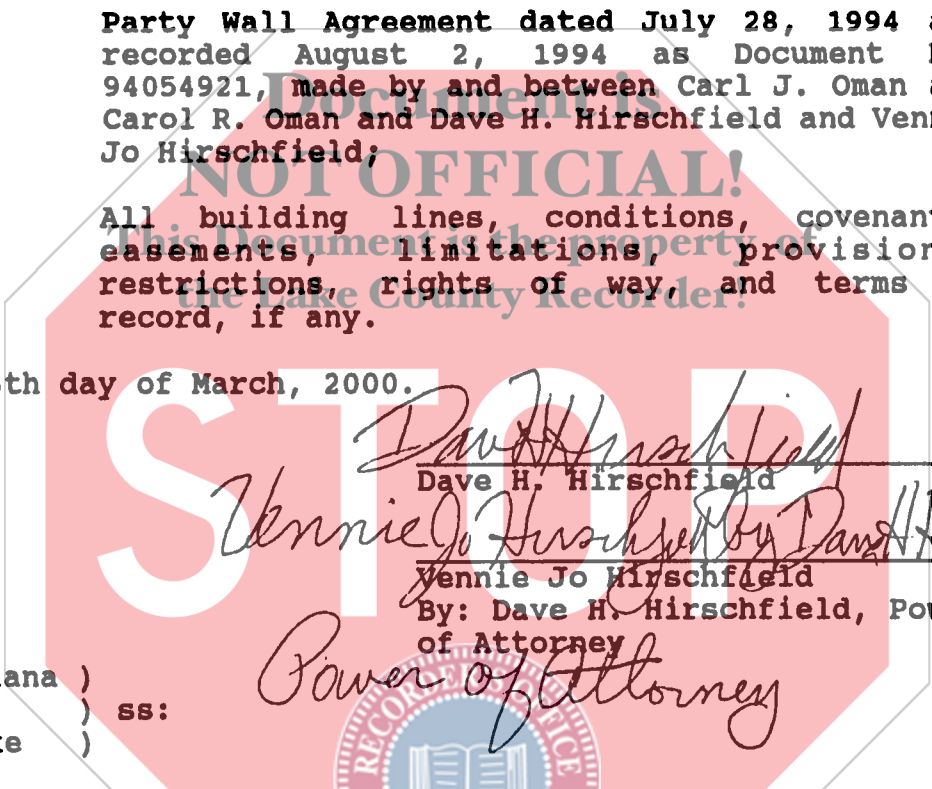 Party Wall Agreement dated July 28, 1994
recorded August 2, 1994 as Document
94054921, made by and between Carl J. Oman
Carol R. Oman and Dave H. Hirschfield and Venn
Jo Hirschfield;
Document is
NOT OFFICIAL!
This Document is the property of
the Lake County Recorder!
All building lines, conditions, covenan
easements, limitations, provision
restrictions, rights of way, and terms
record, if any.
th day of March, 2000.
STOP
Dave H Hirschfield
Dave H. Hirschfield
Vennie Jo Hirschfield by Dave H
Vennie Jo Hirschfield
By: Dave H. Hirschfield, Pow
of Attorney
Power of Attorney
iana )
) ss:
)
RECORDER'S OFFICE